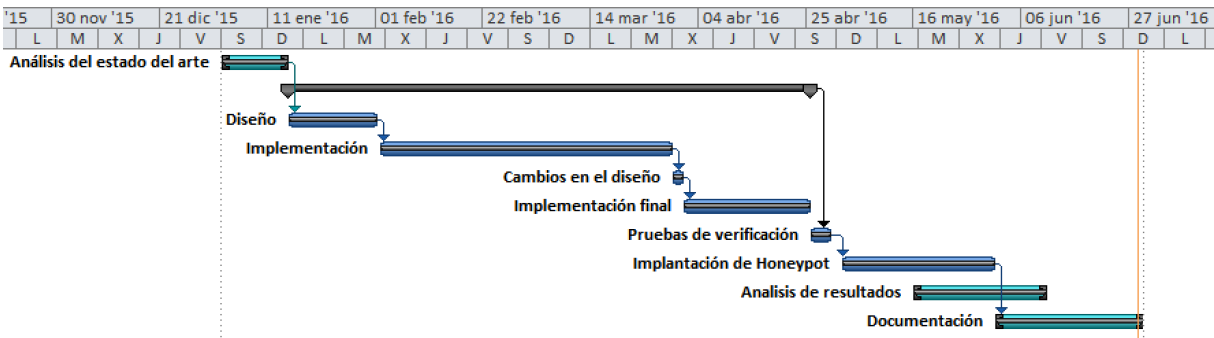 '15 30 nov '15 21 dic '15 11 ene '16 01 feb '16 22 feb '16 14 mar '16 04 abr '16 25 abr '16 16 may '16 06 jun '16 27 jun '16
L M X J V S D L M X J V S D L M X J V S D L M X J V S D L
Análisis del estado del arte
Diseño
Implementación
Cambios en el diseño
Implementación final
Pruebas de verificación
Implantación de Honeypot
Analisis de resultados
Documentación